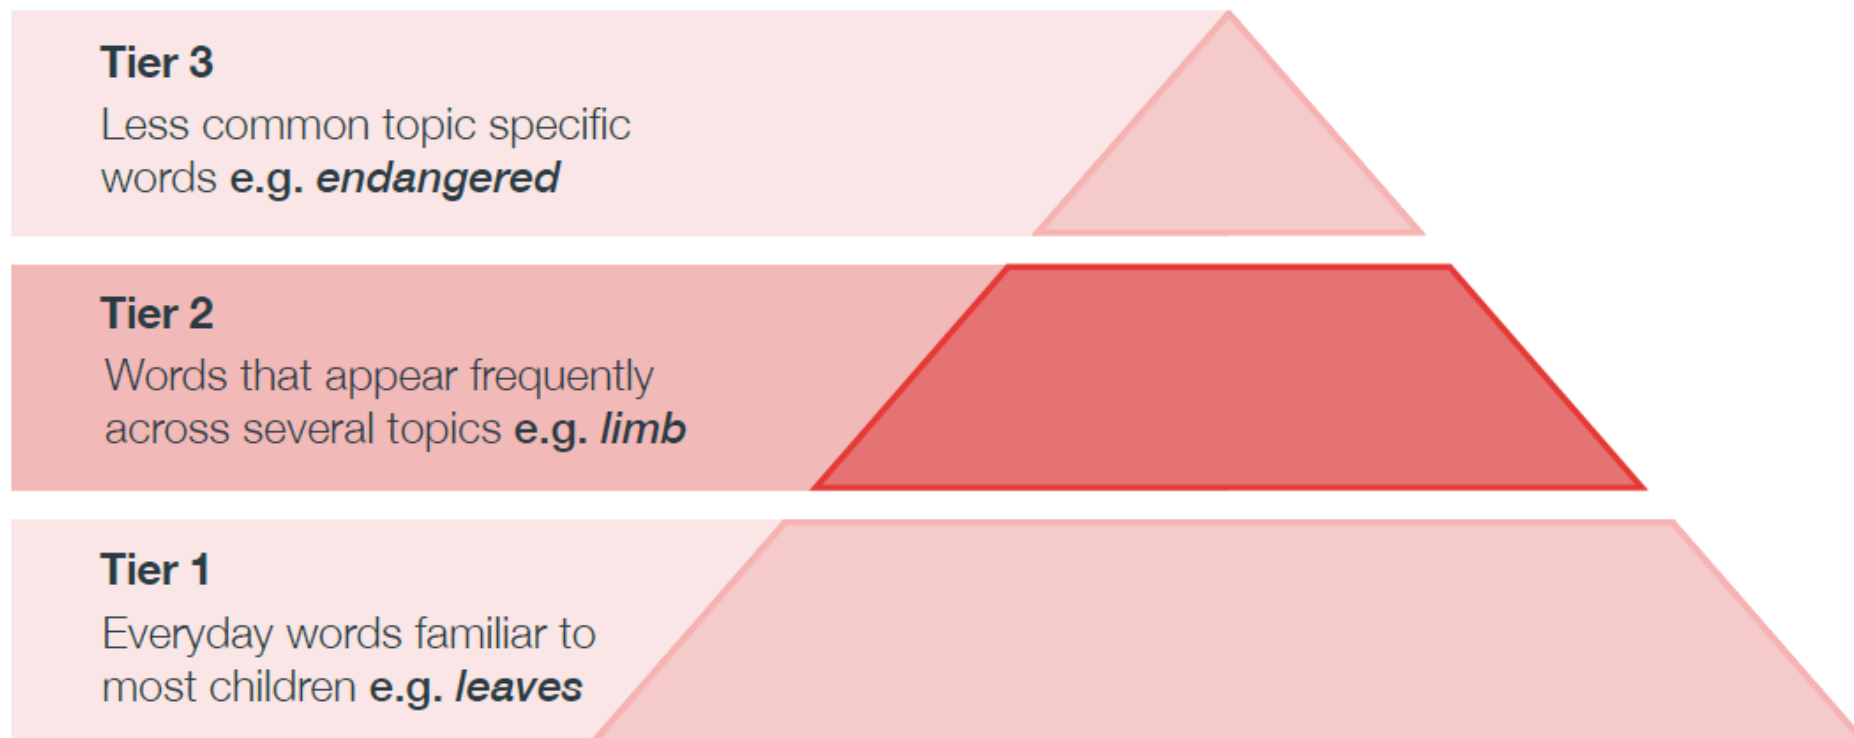 Tier 3
Less common topic specific
words e.g. endangered
Tier 2
Words that appear frequently
across several topics e.g. limb
Tier 1
Everyday words familiar to
most children e.g. leaves